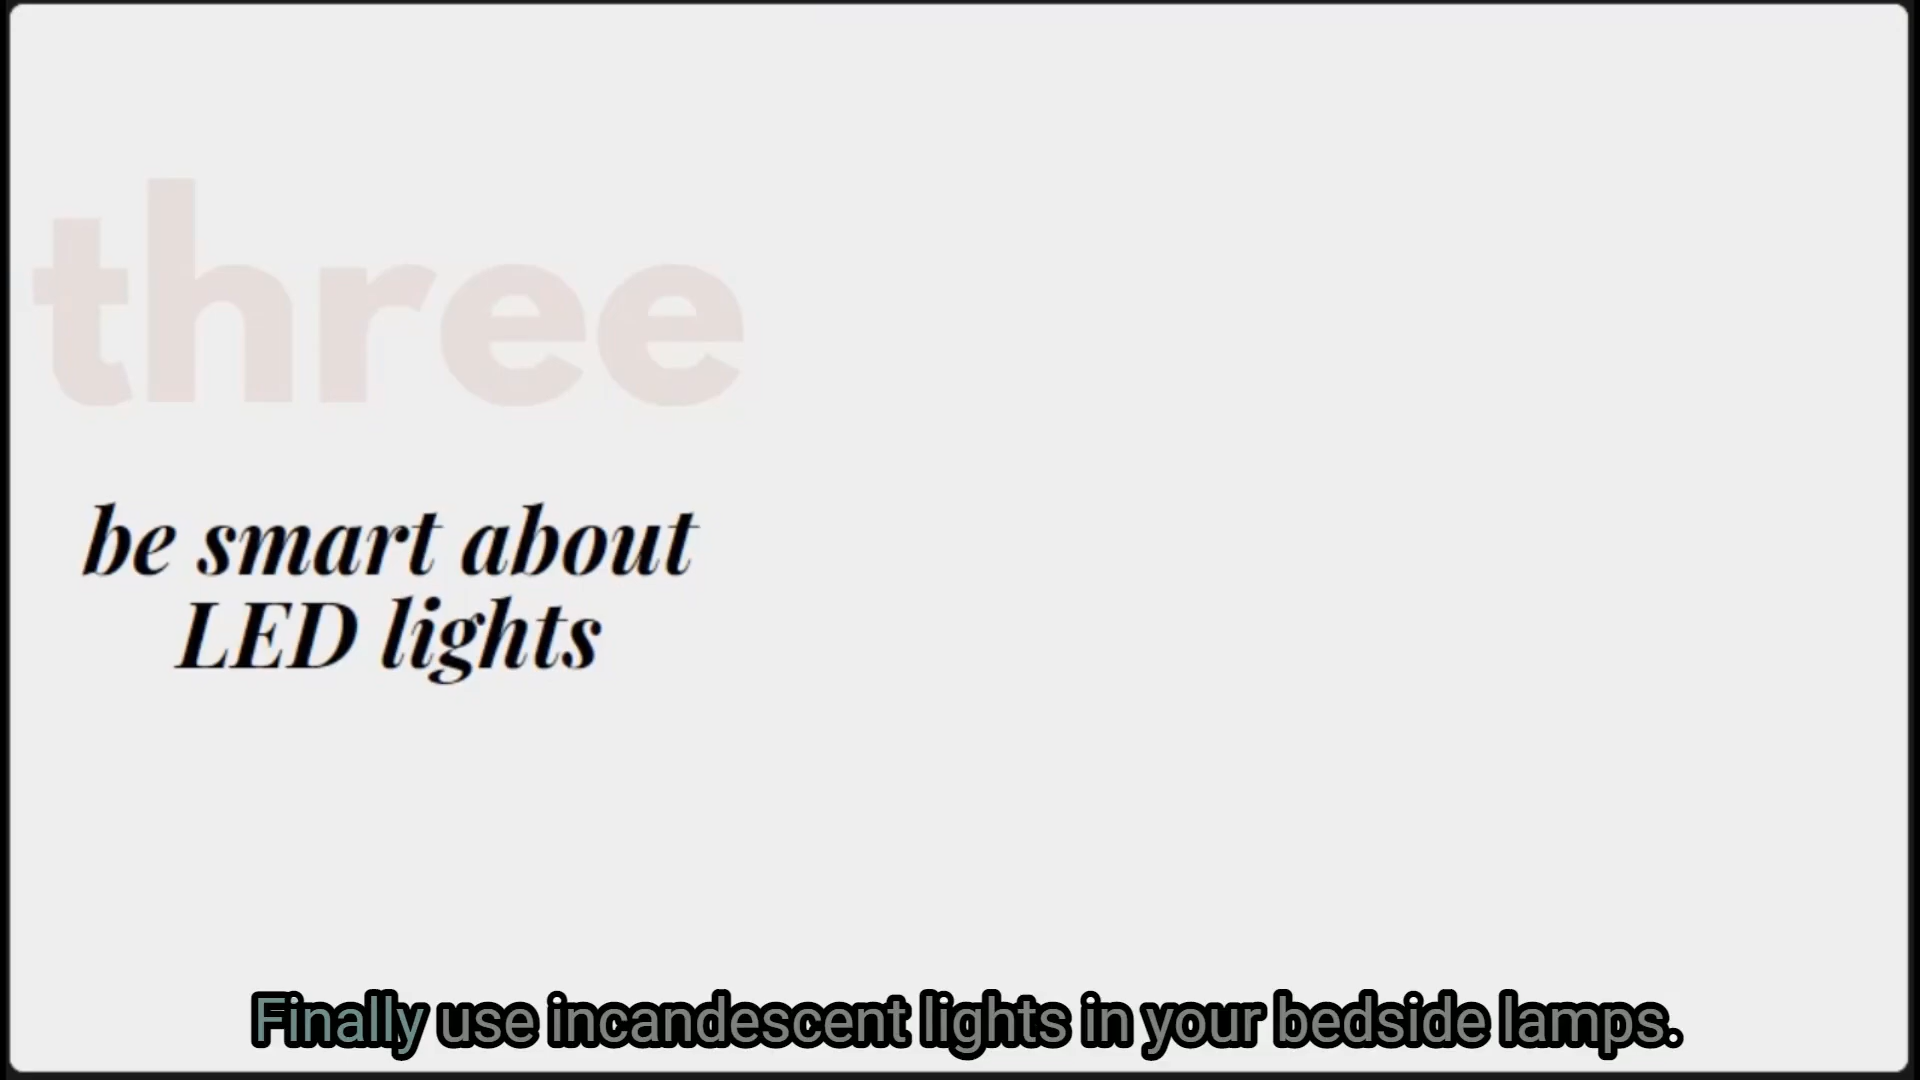 three
be smart about
LED lights
Finally use incandescent lights in your bedside lamps.